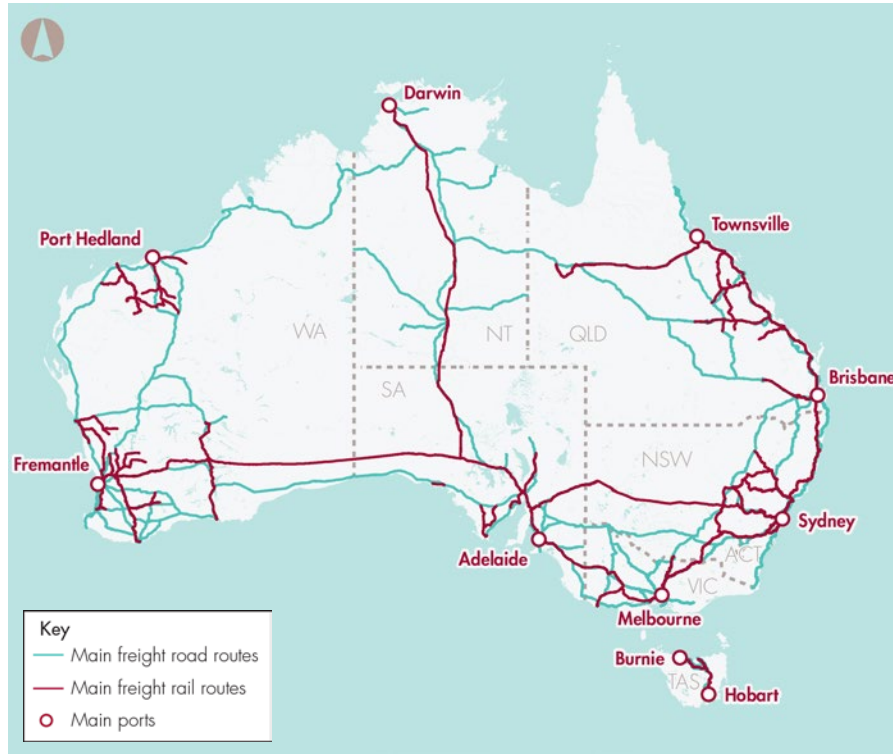 Darwin
Townsville
Port Hedland
WA
NT
QLD
SA
Brisbane
NSW
Fremantle
Sydney
Adelaide
ACT
VIC
Melbourne
Burnie
TAS
Hobart
Key
Main freight road routes
Main freight rail routes
Main ports